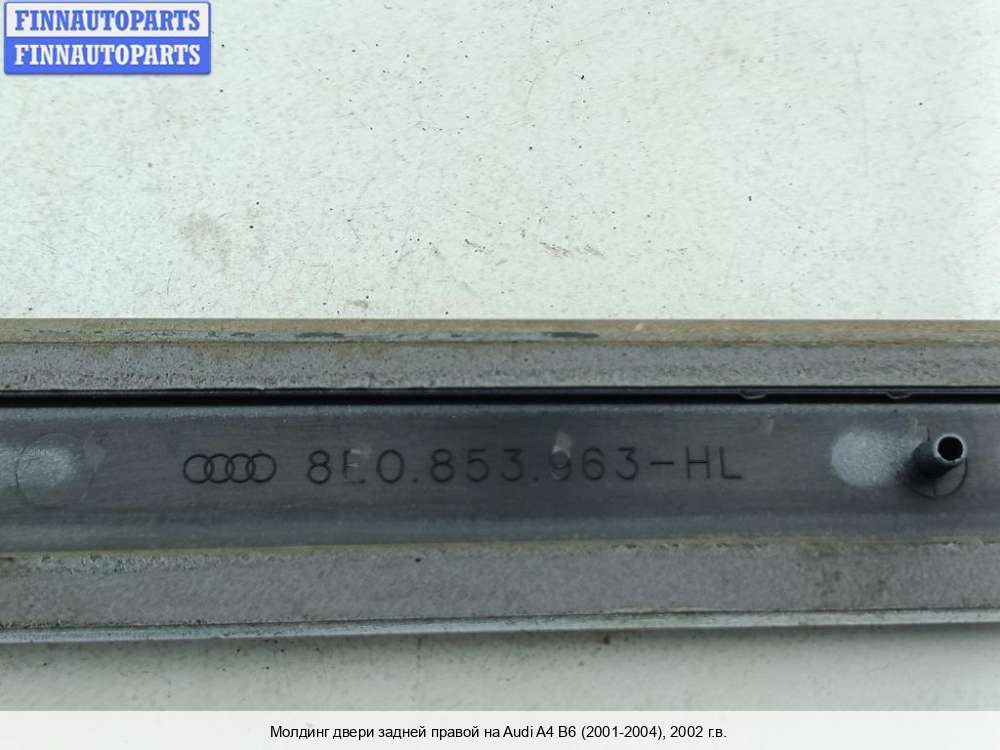 FINNAUTOPARTS
FINNAUTOPARTS
8E0.853.963-HL
Молдинг двери задней правой на Audi A4 B6 (2001-2004), 2002 г.в.